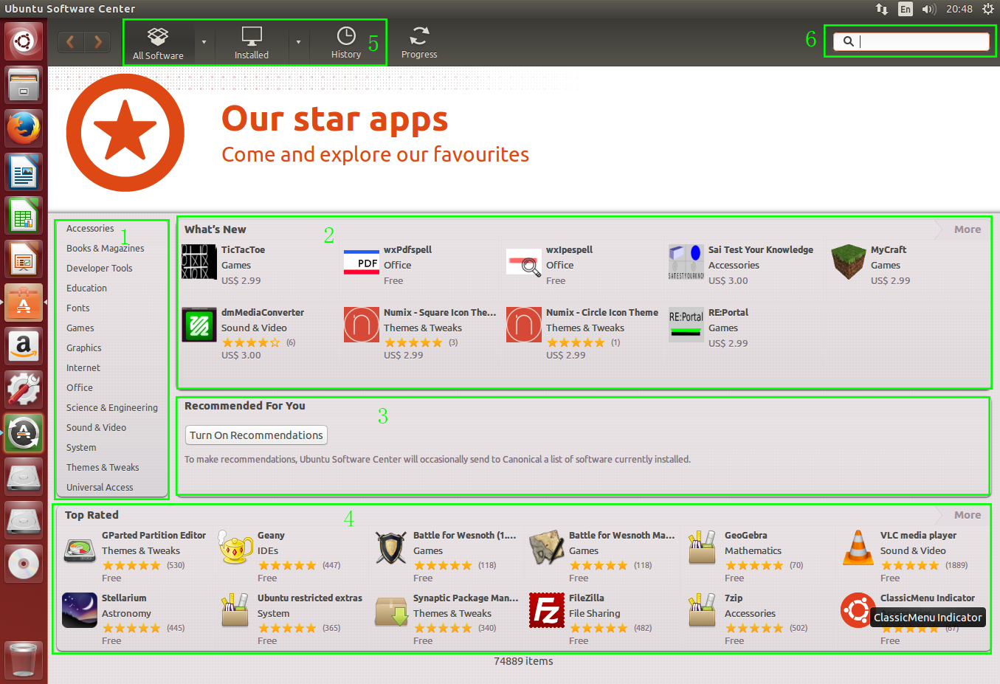 Ubuntu Software Center
En
20:48
All Software
Installed
History
5
Progress
6
Our star apps
Come and explore our favourites
1
Accessories
Books & Magazines
Developer Tools
Education
Fonts
Games
Graphics
Internet
Office
Science & Engineering
Sound & Video
System
Themes & Tweaks
Universal Access
What's New
2
More
TicTacToe
Games
US$ 2.99
PDF
wxPdfspell
Office
Free
wxIpespell
Office
Free
Sai Test Your Knowledge
Accessories
US$ 3.00
MyCraft
Games
US$ 2.99
dmMediaConverter
Sound & Video
(6)
US$ 3.00
Numix - Square Icon The...
Themes & Tweaks
(3)
US$ 2.99
Numix - Circle Icon Theme
Themes & Tweaks
(1)
US$ 2.99
RE:Portal
RE:Portal
Games
US$ 2.99
Recommended For You
3
Turn On Recommendations
To make recommendations, Ubuntu Software Center will occasionally send to Canonical a list of software currently installed.
Top Rated
4
More
GParted Partition Editor
Themes & Tweaks
(530)
Free
Geany
IDEs
(447)
Free
Battle for Wesnoth (1....
Games
(118)
Free
Battle for Wesnoth Ma...
Games
(118)
Free
GeoGebra
Mathematics
(70)
Free
VLC media player
Sound & Video
(1889)
Free
Stellarium
Astronomy
(445)
Free
Ubuntu restricted extras
System
(365)
Free
Synaptic Package Man...
Themes & Tweaks
(340)
Free
Fz
FileZilla
File Sharing
(482)
Free
7zip
Accessories
(502)
Free
ClassicMenu Indicator
ClassicMenu Indicator
Free
74889 items